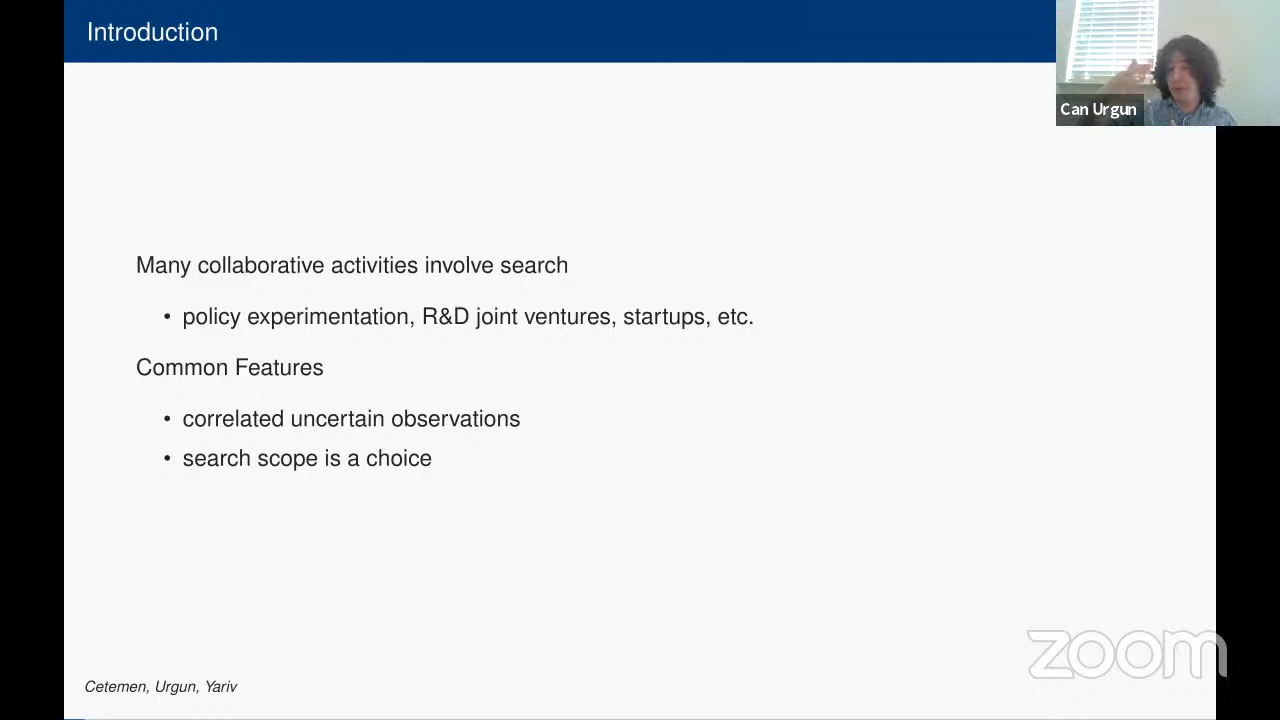 Introduction
Can Urgun
Many collaborative activities involve search
• policy experimentation, R&D joint ventures, startups, etc.
Common Features
• correlated uncertain observations
• search scope is a choice
zoom
Cetemen, Urgun, Yariv